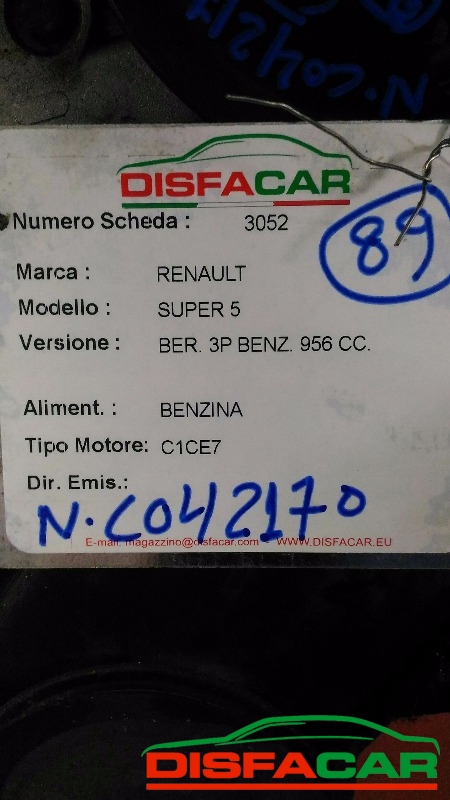 N.C04217
DISFACAR
Numero Scheda : 3052
89
Marca : RENAULT
Modello : SUPER 5
Versione : BER. 3P BENZ. 956 CC.
Aliment. : BENZINA
Tipo Motore: C1CE7
Dir. Emis.:
N.C042170
E-mail: magazzino@disfacar.com - WWW.DISFACAR.EU
DISFACAR